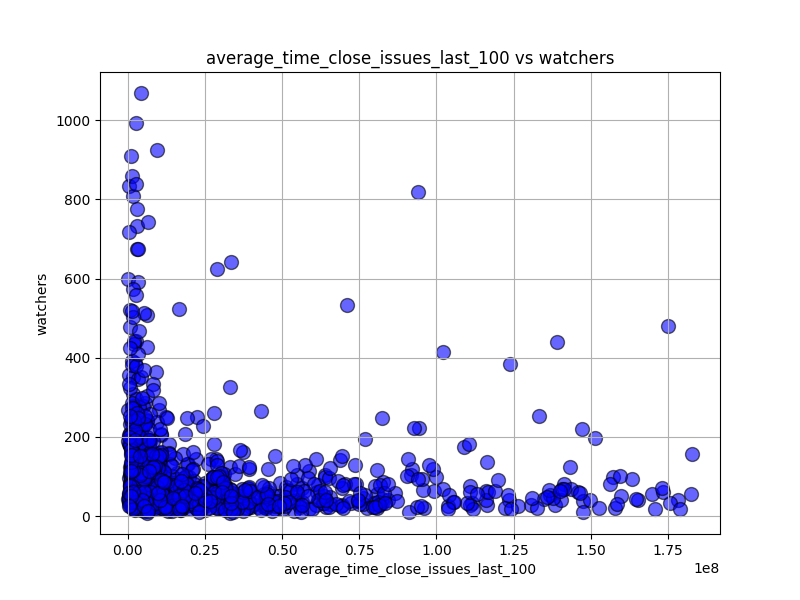 average_time_close_issues_last_100 vs watchers
1000
800
600
400
200
0
watchers
0.00 0.25 0.50 0.75 1.00 1.25 1.50 1.75
1e8
average_time_close_issues_last_100